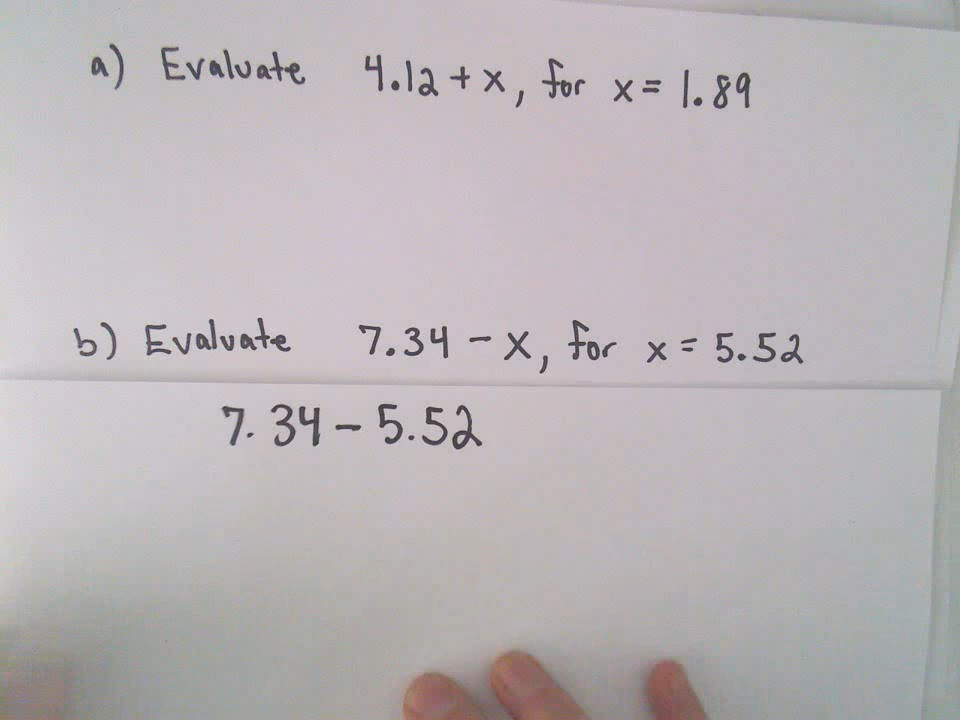 a) Evaluate 4.12 + x, for x = 1.89
b) Evaluate 7.34 - x, for x = 5.52
7.34 - 5.52